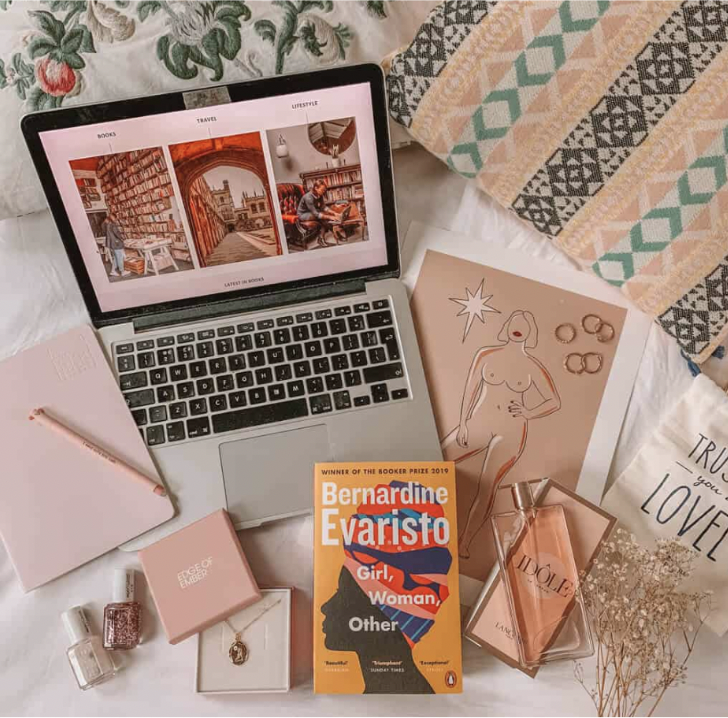 BOOKS
TRAVEL
LIFESTYLE
LATEST IN BOOKS
WINNER OF THE BOOKER PRIZE 2019
Bernardine
Evaristo
Girl,
Woman,
Other
'Beautiful'
'Triumphant'
SUNDAY TIMES
'Exceptional'
EDGE OF
EMBER
IDÔLE
LANCÔME
you
LOVE